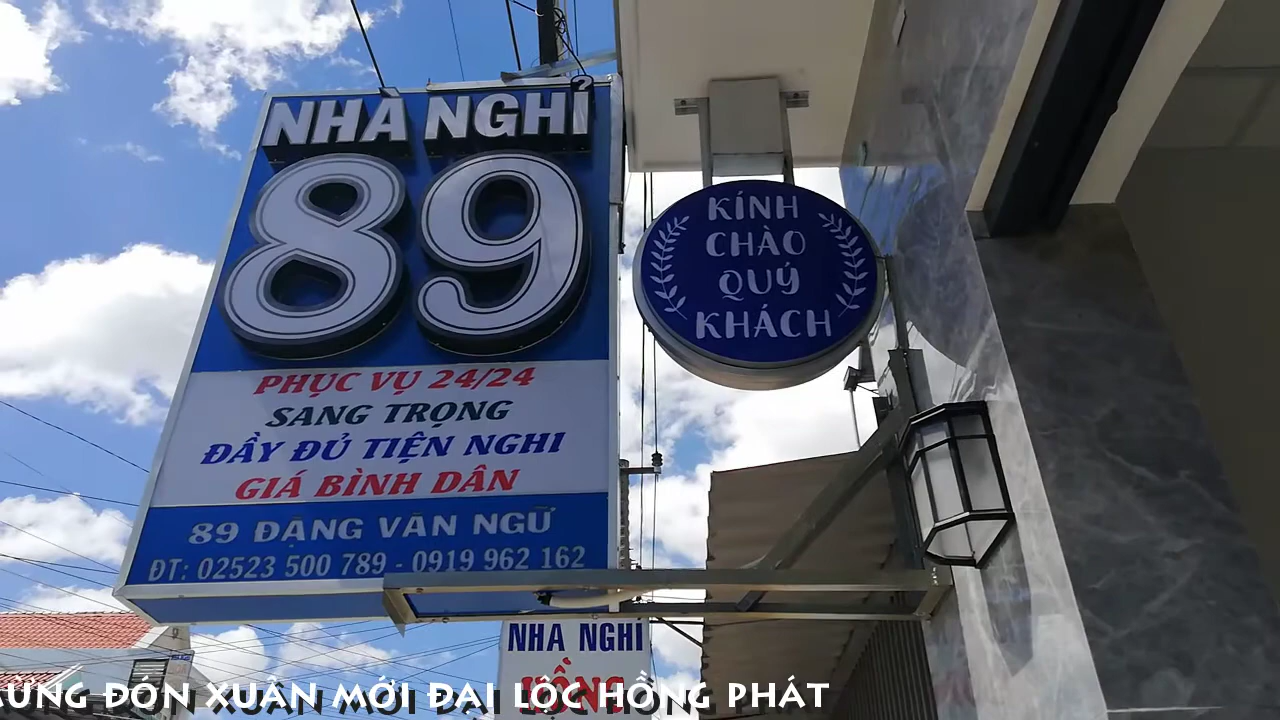 NHÀ NGHỈ
89
PHỤC VỤ 24/24
SANG TRỌNG
ĐẦY ĐỦ TIỆN NGHI
GIÁ BÌNH DÂN
89 ĐẶNG VĂN NGỮ
ĐT: 02523 500 789 - 0919 962 162
KÍNH
CHÀO
QUÝ
KHÁCH
NHÀ NGHỈ
HỒNG
ĐÓN XUÂN MỚI ĐẠI LỘC HỒNG PHÁT